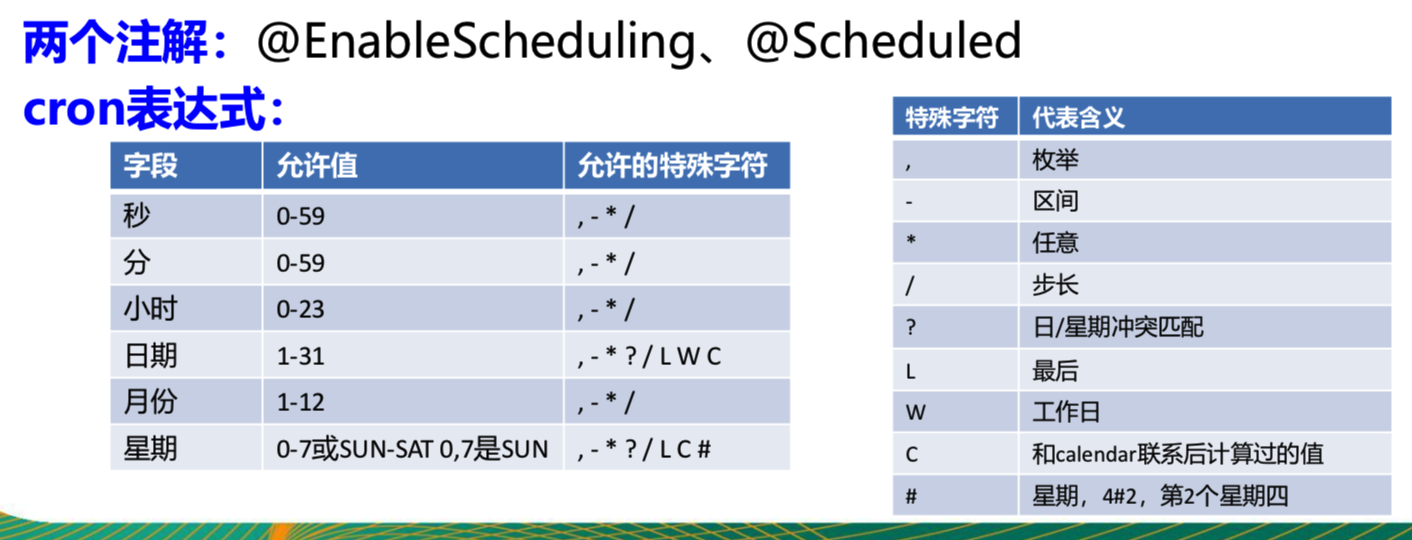 两个注解：@EnableScheduling、@Scheduled
cron表达式：
字段 允许值 允许的特殊字符
秒 0-59 , - * /
分 0-59 , - * /
小时 0-23 , - * /
日期 1-31 , - * ? / L W C
月份 1-12 , - * /
星期 0-7或SUN-SAT 0,7是SUN , - * ? / L C #
特殊字符 代表含义
, 枚举
- 区间
* 任意
/ 步长
? 日/星期冲突匹配
L 最后
W 工作日
C 和calendar联系后计算过的值
# 星期，4#2，第2个星期四